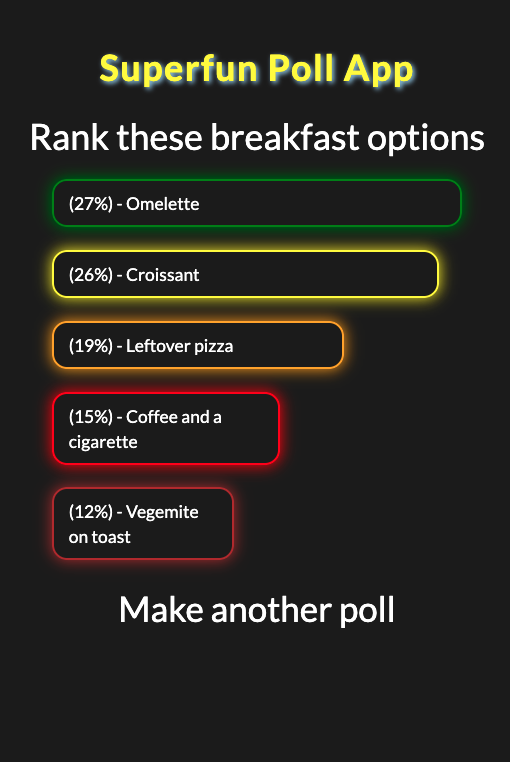 Superfun Poll App
Rank these breakfast options
(27%) - Omelette
(26%) - Croissant
(19%) - Leftover pizza
(15%) - Coffee and a
cigarette
(12%) - Vegemite
on toast
Make another poll